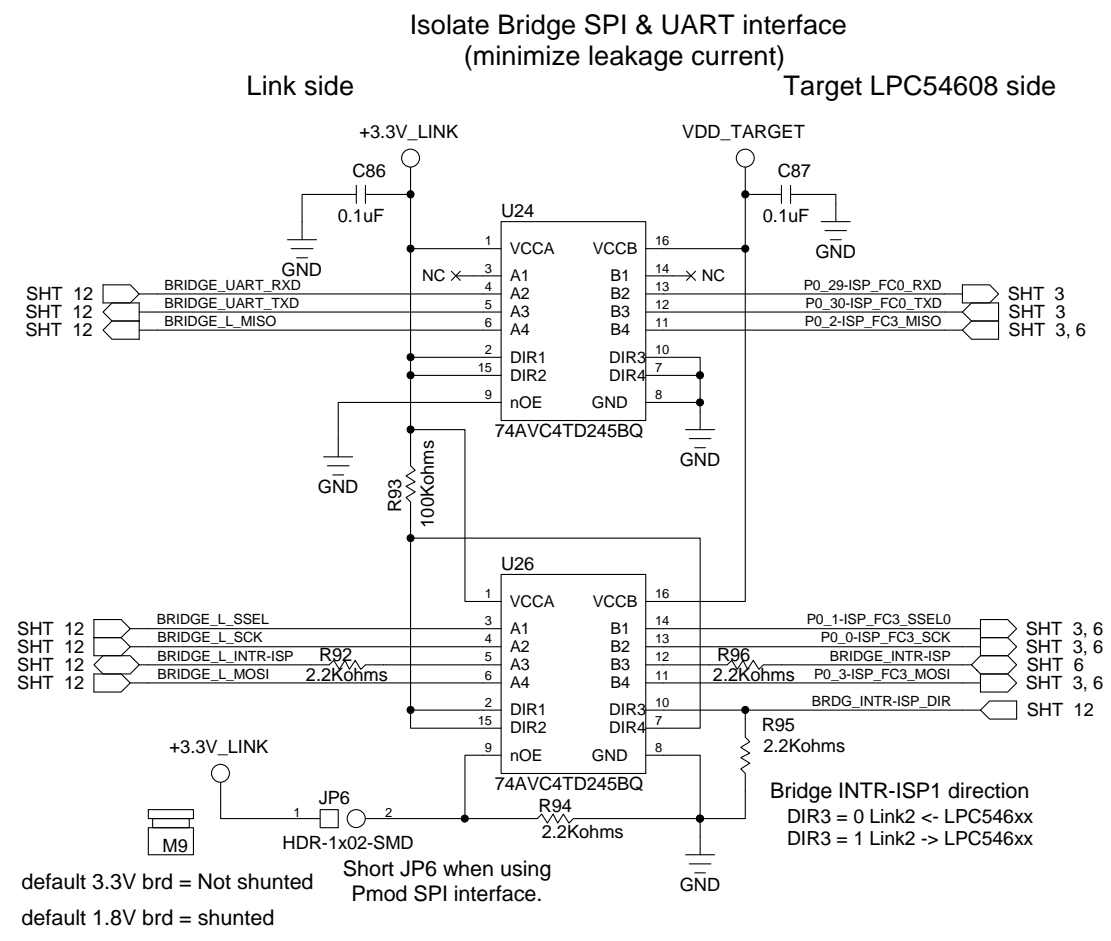 Isolate Bridge SPI & UART interface
(minimize leakage current)
Link side
Target LPC54608 side
+3.3V_LINK
VDD_TARGET
C86
0.1uF
GND
C87
0.1uF
GND
U24
1 VCCA VCCB 16
NC 3 A1 B1 14 NC
SHT 12 BRIDGE_UART_RXD 4 A2 B2 13 P0_29-ISP_FC0_RXD SHT 3
SHT 12 BRIDGE_UART_TXD 5 A3 B3 12 P0_30-ISP_FC0_TXD SHT 3
SHT 12 BRIDGE_L_MISO 6 A4 B4 11 P0_2-ISP_FC3_MISO SHT 3, 6
2 DIR1 DIR3 10
15 DIR2 DIR4 7
9 nOE GND 8
74AVC4TD245BQ
GND
GND
R93
100Kohms
U26
1 VCCA VCCB 16
SHT 12 BRIDGE_L_SSEL 3 A1 B1 14 P0_1-ISP_FC3_SSEL0 SHT 3, 6
SHT 12 BRIDGE_L_SCK 4 A2 B2 13 P0_0-ISP_FC3_SCK SHT 3, 6
SHT 12 BRIDGE_L_INTR-ISP R92 5 A3 B3 12 R96 BRIDGE_INTR-ISP SHT 6
SHT 12 BRIDGE_L_MOSI 2.2Kohms 6 A4 B4 11 2.2Kohms P0_3-ISP_FC3_MOSI SHT 3, 6
2 DIR1 DIR3 10 BRDG_INTR-ISP_DIR SHT 12
15 DIR2 DIR4 7
9 nOE GND 8
74AVC4TD245BQ
R95
2.2Kohms
+3.3V_LINK
JP6
1 2
HDR-1x02-SMD
R94
2.2Kohms
GND
Bridge INTR-ISP1 direction
DIR3 = 0 Link2 <- LPC546xx
DIR3 = 1 Link2 -> LPC546xx
M9
Short JP6 when using
Pmod SPI interface.
default 3.3V brd = Not shunted
default 1.8V brd = shunted